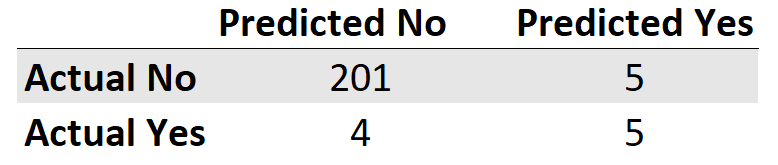 Predicted No Predicted Yes
Actual No 201 5
Actual Yes 4 5